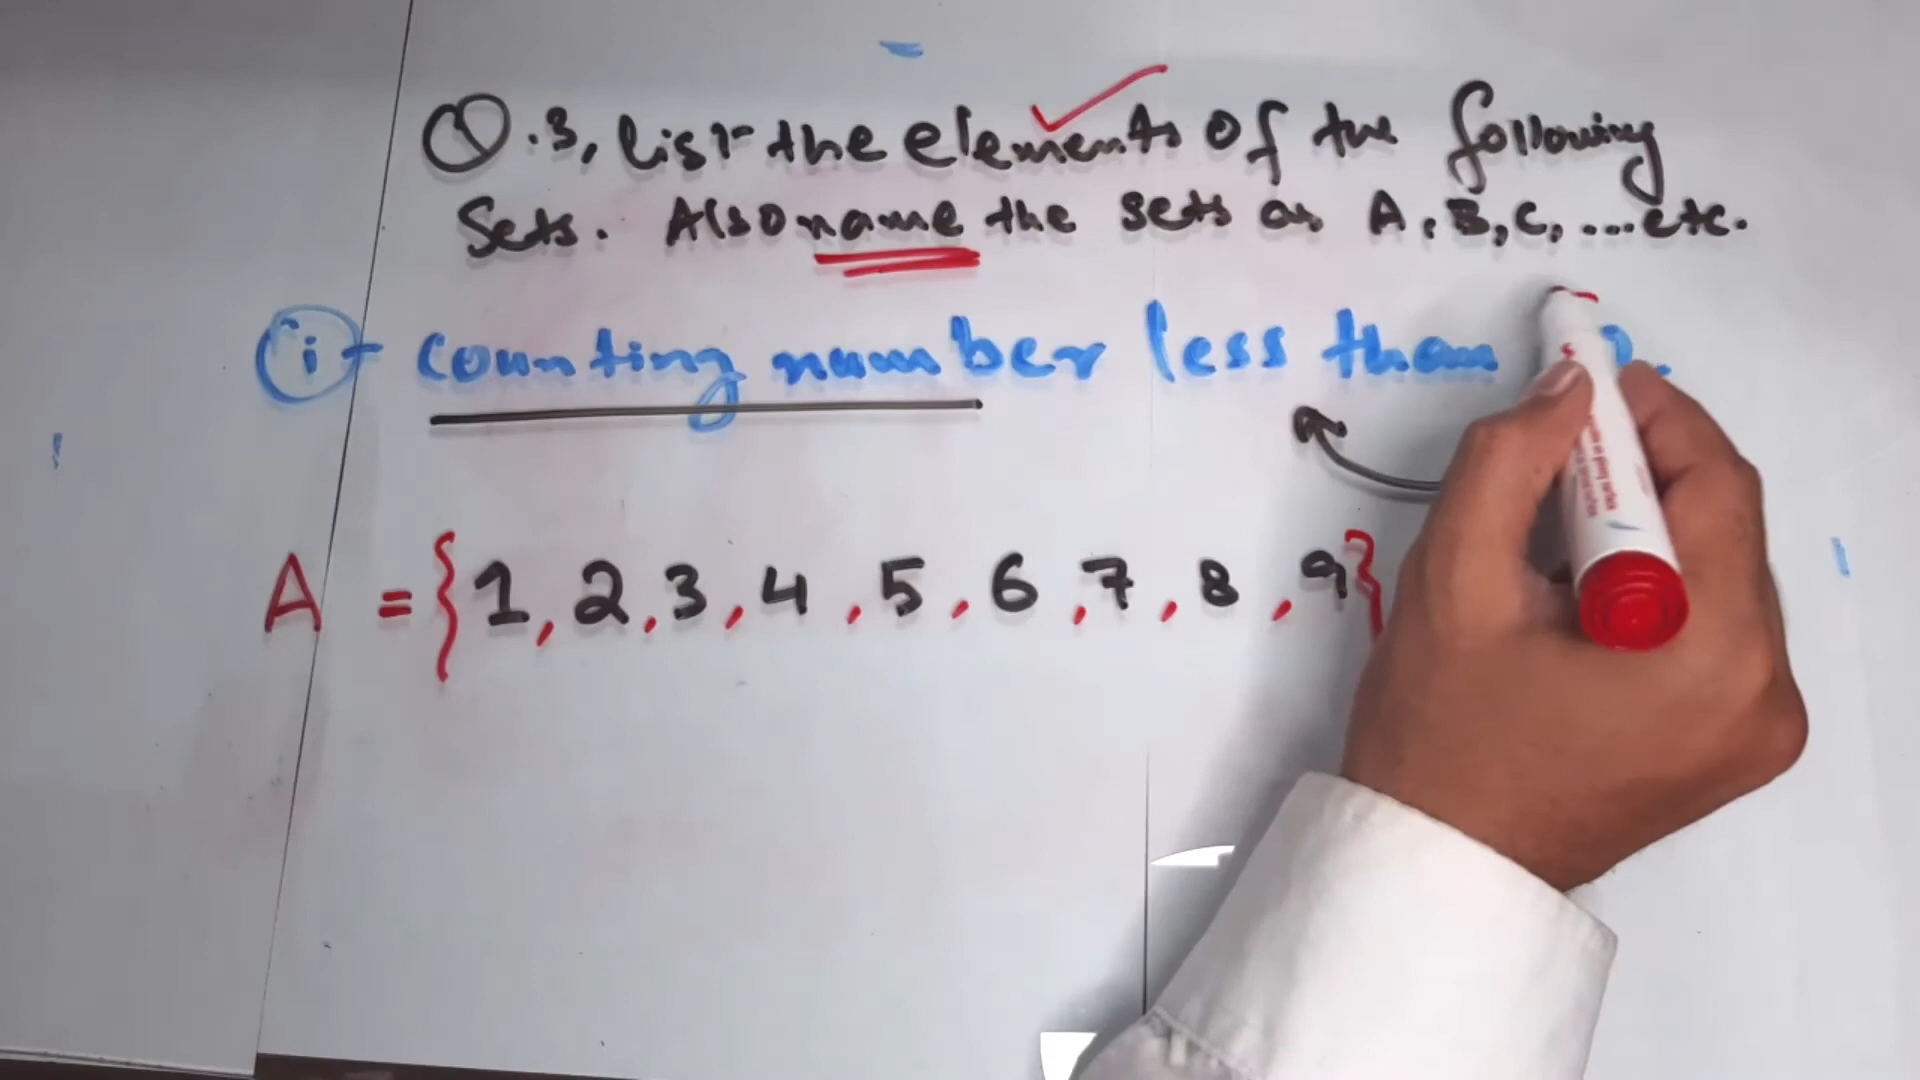 Q.3, list the elements of the following
Sets. Also name the sets as A, B, C, ....etc.
i - counting number less than
A = {1, 2, 3, 4, 5, 6, 7, 8, 9}